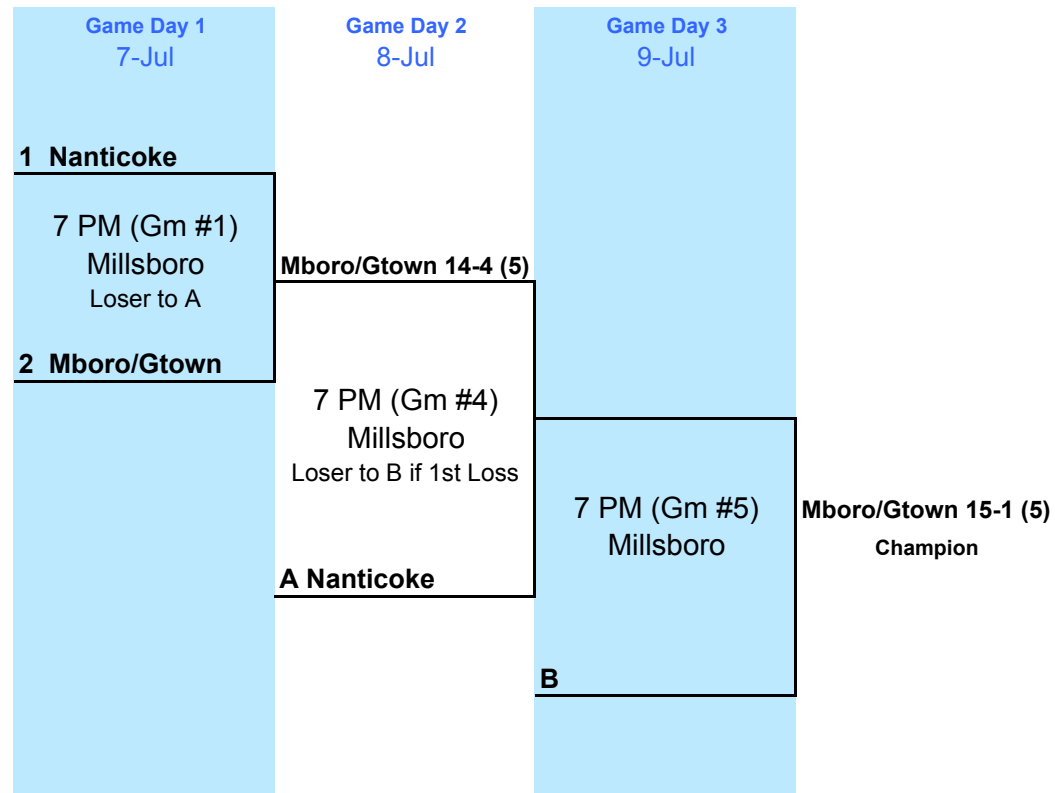 Game Day 1
7-Jul
Game Day 2
8-Jul
Game Day 3
9-Jul
1 Nanticoke
7 PM (Gm #1)
Millsboro
Loser to A
2 Mboro/Gtown
Mboro/Gtown 14-4 (5)
7 PM (Gm #4)
Millsboro
Loser to B if 1st Loss
A Nanticoke
7 PM (Gm #5)
Millsboro
B
Mboro/Gtown 15-1 (5)
Champion